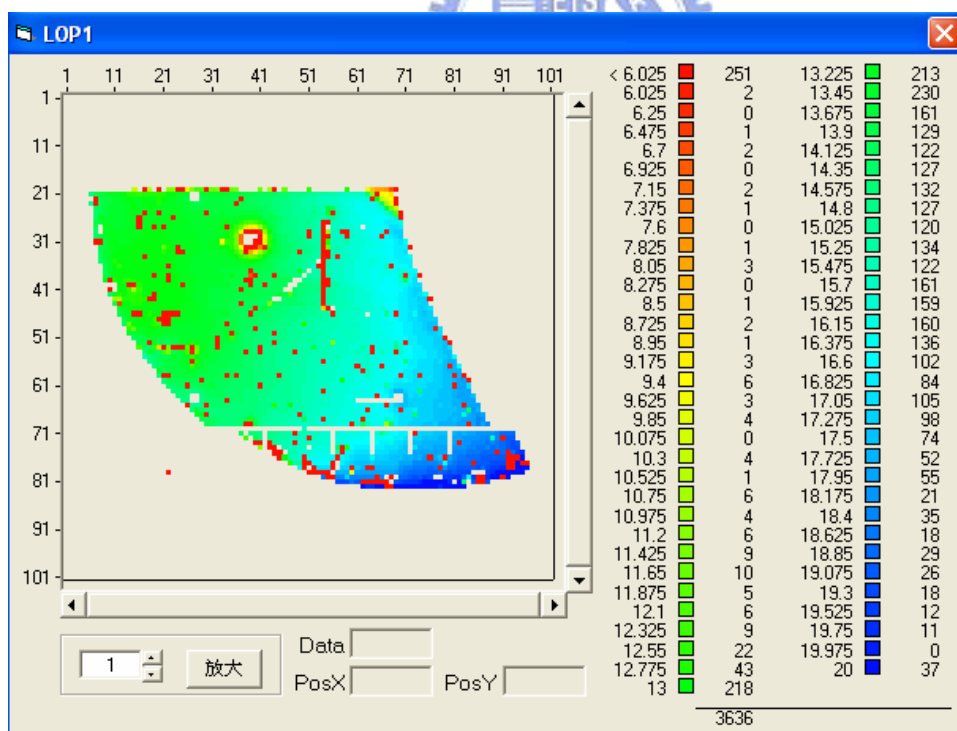 LOP1
1 11 21 31 41 51 61 71 81 91 101
1
11
21
31
41
51
61
71
81
91
101
< 6.025 251 13.225 213
6.025 2 13.45 230
6.25 0 13.675 161
6.475 1 13.9 129
6.7 2 14.125 122
6.925 0 14.35 127
7.15 2 14.575 132
7.375 1 14.8 127
7.6 0 15.025 120
7.825 1 15.25 134
8.05 3 15.475 122
8.275 0 15.7 161
8.5 1 15.925 159
8.725 2 16.15 160
8.95 1 16.375 136
9.175 3 16.6 102
9.4 6 16.825 84
9.625 3 17.05 105
9.85 4 17.275 98
10.075 0 17.5 74
10.3 4 17.725 52
10.525 1 17.95 55
10.75 6 18.175 21
10.975 4 18.4 35
11.2 6 18.625 18
11.425 9 18.85 29
11.65 10 19.075 26
11.875 5 19.3 18
12.1 6 19.525 12
12.325 9 19.75 11
12.55 22 19.975 0
12.775 43 20 37
13 218
3636
1 放大
Data
PosX PosY